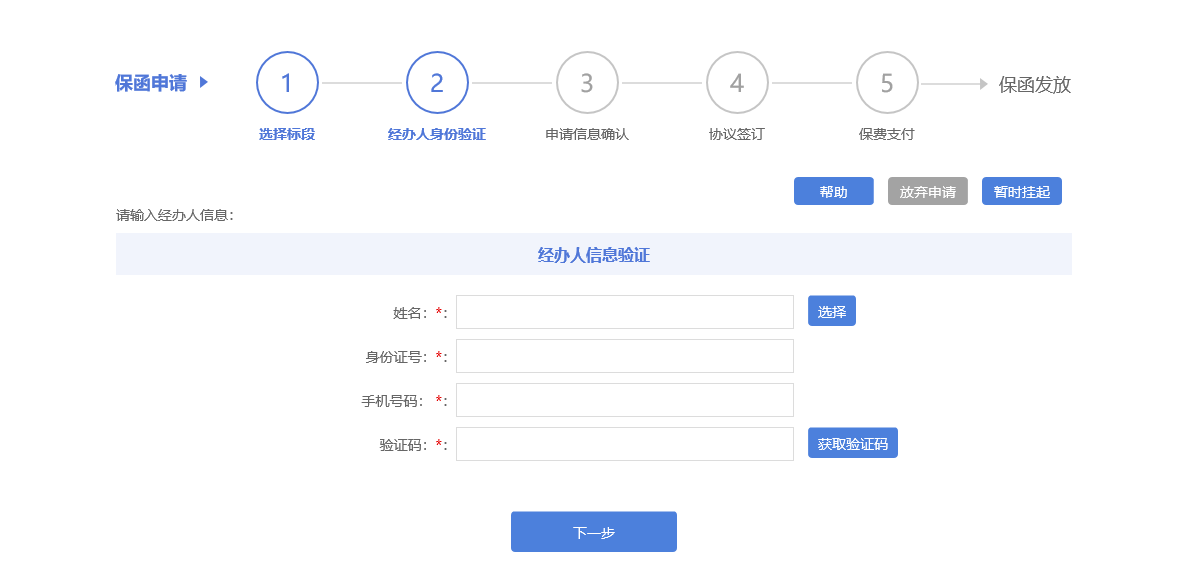 保函申请 1 2 3 4 5 保函发放
选择标段 经办人身份验证 申请信息确认 协议签订 保费支付
帮助 放弃申请 暂时挂起
请输入经办人信息:
经办人信息验证
姓名: *: 选择
身份证号: *:
手机号码: *:
验证码: *: 获取验证码
下一步